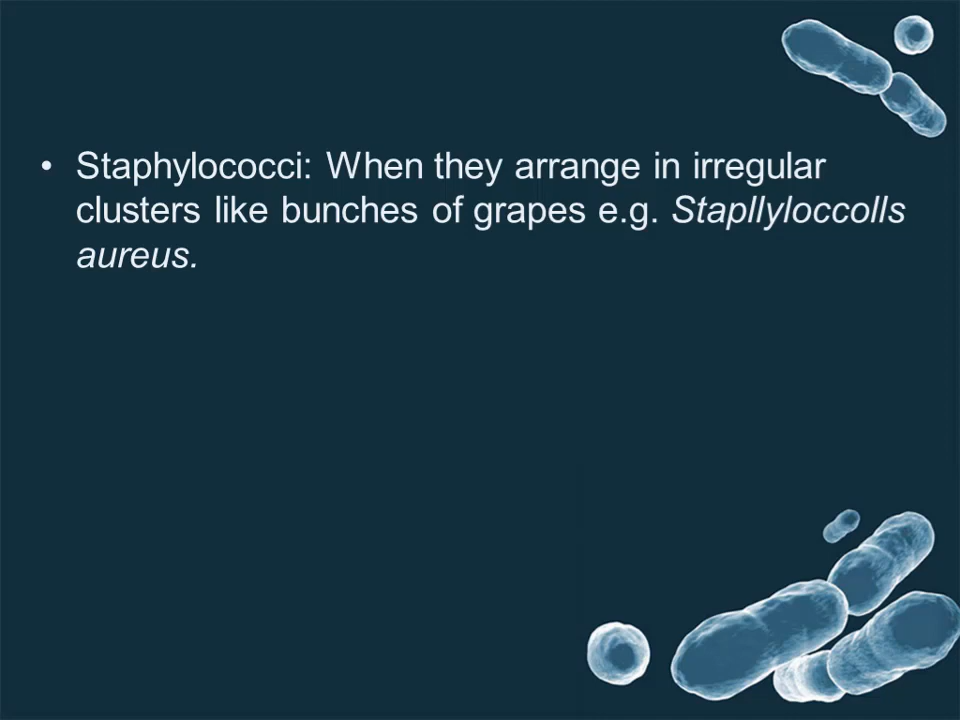 • Staphylococci: When they arrange in irregular
clusters like bunches of grapes e.g. Stapllyloccolls
aureus.